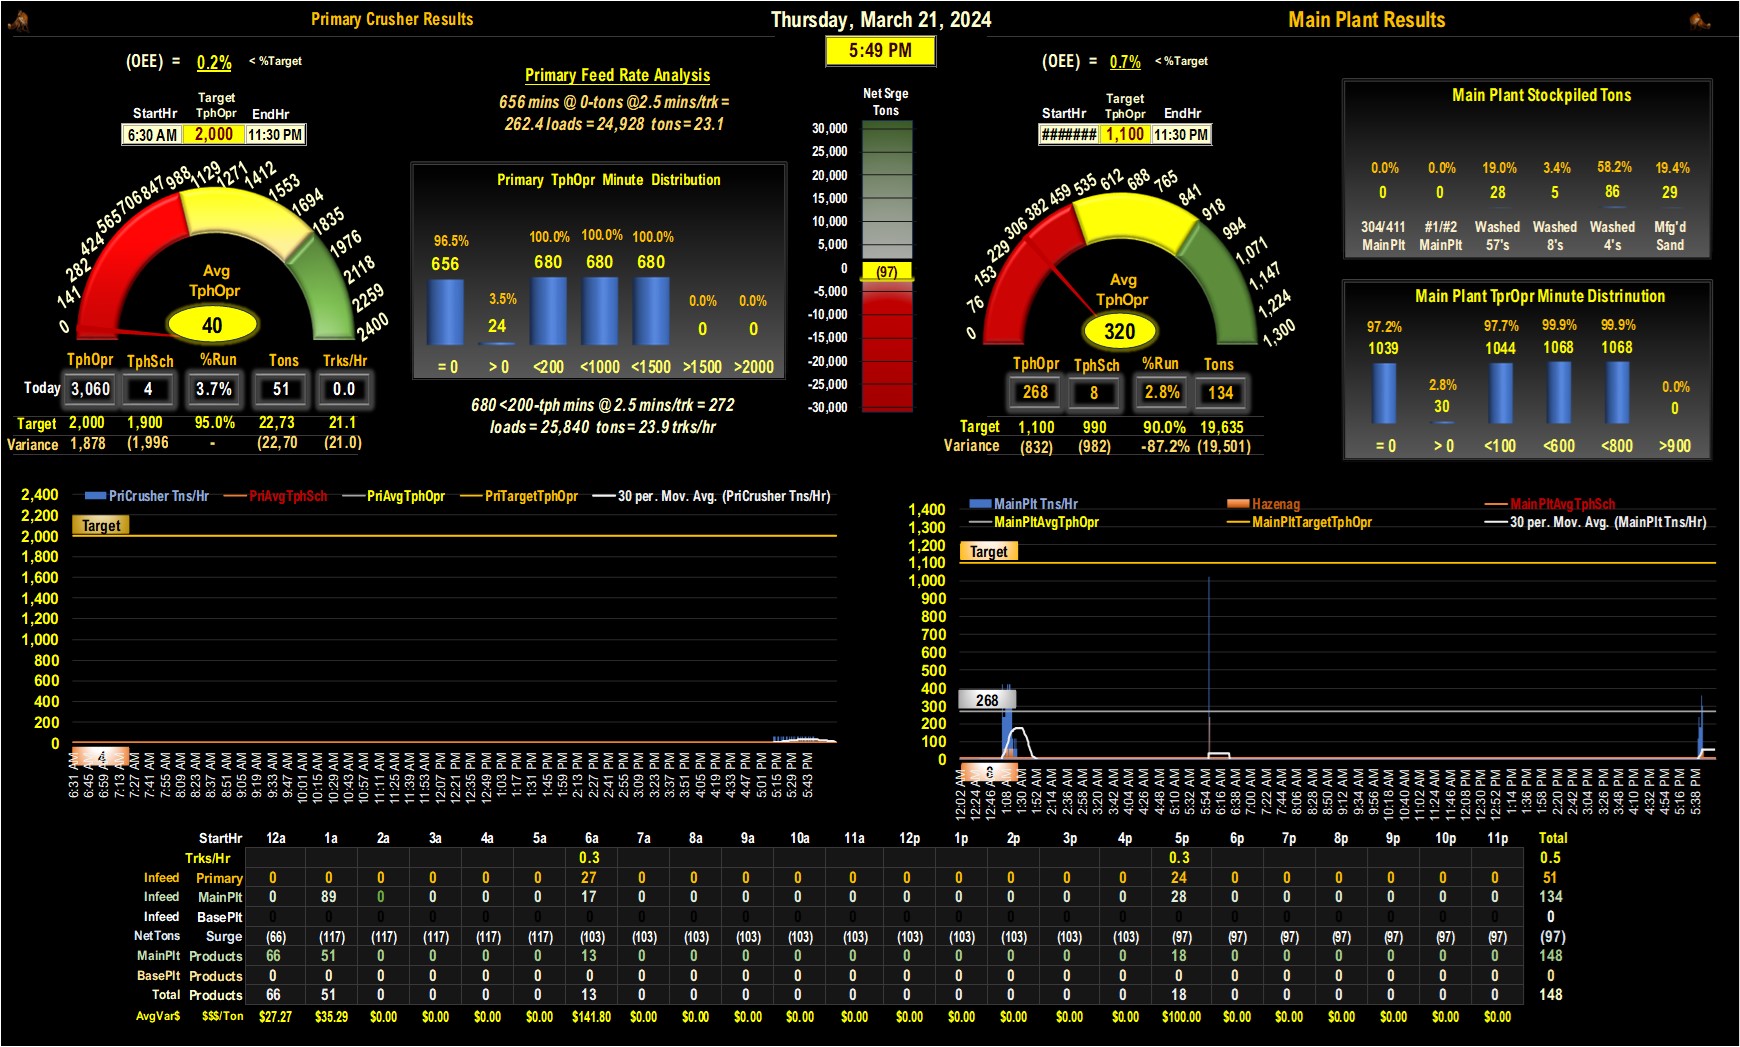 Primary Crusher Results
Thursday, March 21, 2024
Main Plant Results
5:49 PM
(OEE) = 0.2% < %Target
Target
StartHr TphOpr EndHr
6:30 AM 2,000 11:30 PM
0 141 282 424 565 706 847 988 1129 1271 1412 1553 1694 1835 1976 2118 2259 2400
Avg
TphOpr
40
TphOpr TphSch %Run Tons Trks/Hr
Today 3,060 4 3.7% 51 0.0
Target 2,000 1,900 95.0% 22,73 21.1
Variance 1,878 (1,996 - (22,70 (21.0)
Primary Feed Rate Analysis
656 mins @ 0-tons @2.5 mins/trk =
262.4 loads = 24,928 tons = 23.1
Primary TphOpr Minute Distribution
96.5% 3.5% 100.0% 100.0% 100.0% 0.0% 0.0%
656 24 680 680 680 0 0
= 0 > 0 <200 <1000 <1500 >1500 >2000
680 <200-tph mins @ 2.5 mins/trk = 272
loads = 25,840 tons = 23.9 trks/hr
Net Srge
Tons
30,000
25,000
20,000
15,000
10,000
5,000
0
(97)
-5,000
-10,000
-15,000
-20,000
-25,000
-30,000
(OEE) = 0.7% < %Target
Target
StartHr TphOpr EndHr
####### 1,100 11:30 PM
0 76 153 229 306 382 459 535 612 688 765 841 918 994 1,071 1,147 1,224 1,300
Avg
TphOpr
320
TphOpr TphSch %Run Tons
268 8 2.8% 134
Target 1,100 990 90.0% 19,635
Variance (832) (982) -87.2% (19,501)
Main Plant Stockpiled Tons
0.0% 0.0% 19.0% 3.4% 58.2% 19.4%
0 0 28 5 86 29
304/411 #1/#2 Washed Washed Washed Mfg'd
MainPlt MainPlt 57's 8's 4's Sand
Main Plant TprOpr Minute Distrinution
97.2% 2.8% 97.7% 99.9% 99.9% 0.0%
1039 30 1044 1068 1068 0
= 0 > 0 <100 <600 <800 >900
PriCrusher Tns/Hr PriAvgTphSch PriAvgTphOpr PriTargetTphOpr 30 per. Mov. Avg. (PriCrusher Tns/Hr)
2,400
2,200
Target
2,000
1,800
1,600
1,400
1,200
1,000
800
600
400
200
0
4
6:31 AM 6:45 AM 6:59 AM 7:13 AM 7:27 AM 7:41 AM 7:55 AM 8:09 AM 8:23 AM 8:37 AM 8:51 AM 9:05 AM 9:19 AM 9:33 AM 9:47 AM 10:01 AM 10:15 AM 10:29 AM 10:43 AM 10:57 AM 11:11 AM 11:25 AM 11:39 AM 11:53 AM 12:07 PM 12:21 PM 12:35 PM 12:49 PM 1:03 PM 1:17 PM 1:31 PM 1:45 PM 1:59 PM 2:13 PM 2:27 PM 2:41 PM 2:55 PM 3:09 PM 3:23 PM 3:37 PM 3:51 PM 4:05 PM 4:19 PM 4:33 PM 4:47 PM 5:01 PM 5:15 PM 5:29 PM 5:43 PM
MainPlt Tns/Hr Hazenag MainPltAvgTphSch
MainPltAvgTphOpr MainPltTargetTphOpr 30 per. Mov. Avg. (MainPlt Tns/Hr)
1,400
1,300
1,200
Target
1,100
1,000
900
800
700
600
500
400
268
300
200
100
0
12:02 AM 12:24 AM 12:46 AM 1:08 AM 1:30 AM 1:52 AM 2:14 AM 2:36 AM 2:58 AM 3:20 AM 3:42 AM 4:04 AM 4:26 AM 4:48 AM 5:10 AM 5:32 AM 5:54 AM 6:16 AM 6:38 AM 7:00 AM 7:22 AM 7:44 AM 8:06 AM 8:28 AM 8:50 AM 9:12 AM 9:34 AM 9:56 AM 10:18 AM 10:40 AM 11:02 AM 11:24 AM 11:46 AM 12:08 PM 12:30 PM 12:52 PM 1:14 PM 1:36 PM 1:58 PM 2:20 PM 2:42 PM 3:04 PM 3:26 PM 3:48 PM 4:10 PM 4:32 PM 4:54 PM 5:16 PM 5:38 PM
StartHr 12a 1a 2a 3a 4a 5a 6a 7a 8a 9a 10a 11a 12p 1p 2p 3p 4p 5p 6p 7p 8p 9p 10p 11p Total
Trks/Hr 0.3 0.3 0.5
Infeed Primary 0 0 0 0 0 0 27 0 0 0 0 0 0 0 0 0 0 24 0 0 0 0 0 0 51
Infeed MainPlt 0 89 0 0 0 0 17 0 0 0 0 0 0 0 0 0 0 28 0 0 0 0 0 0 134
Infeed BasePlt 0 0 0 0 0 0 0 0 0 0 0 0 0 0 0 0 0 0 0 0 0 0 0 0 0
NetTons Surge (66) (117) (117) (117) (117) (117) (103) (103) (103) (103) (103) (103) (103) (103) (103) (103) (103) (97) (97) (97) (97) (97) (97) (97) (97)
MainPlt Products 66 51 0 0 0 0 13 0 0 0 0 0 0 0 0 0 0 18 0 0 0 0 0 0 148
BasePlt Products 0 0 0 0 0 0 0 0 0 0 0 0 0 0 0 0 0 0 0 0 0 0 0 0 0
Total Products 66 51 0 0 0 0 13 0 0 0 0 0 0 0 0 0 0 18 0 0 0 0 0 0 148
AvgVar$ $$$/Ton $27.27 $35.29 $0.00 $0.00 $0.00 $0.00 $141.80 $0.00 $0.00 $0.00 $0.00 $0.00 $0.00 $0.00 $0.00 $0.00 $0.00 $100.00 $0.00 $0.00 $0.00 $0.00 $0.00 $0.00